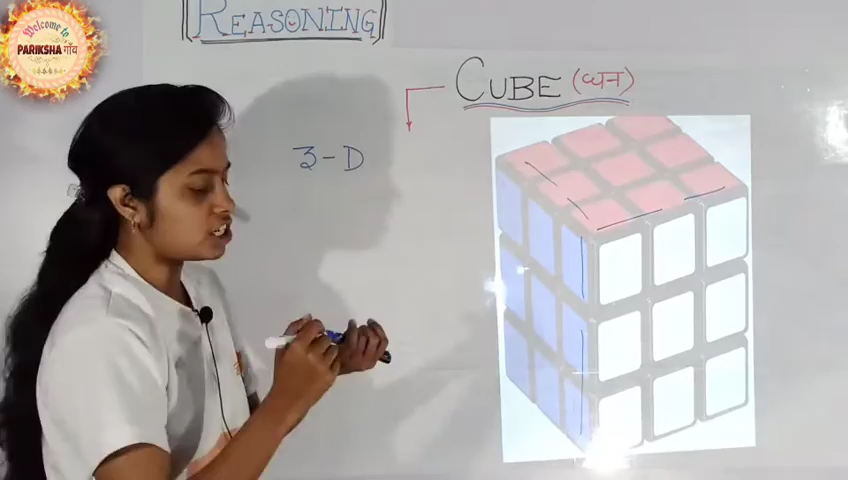 Welcome to
PARIKSHA गाँव
REASONING
CUBE (घन)
3-D